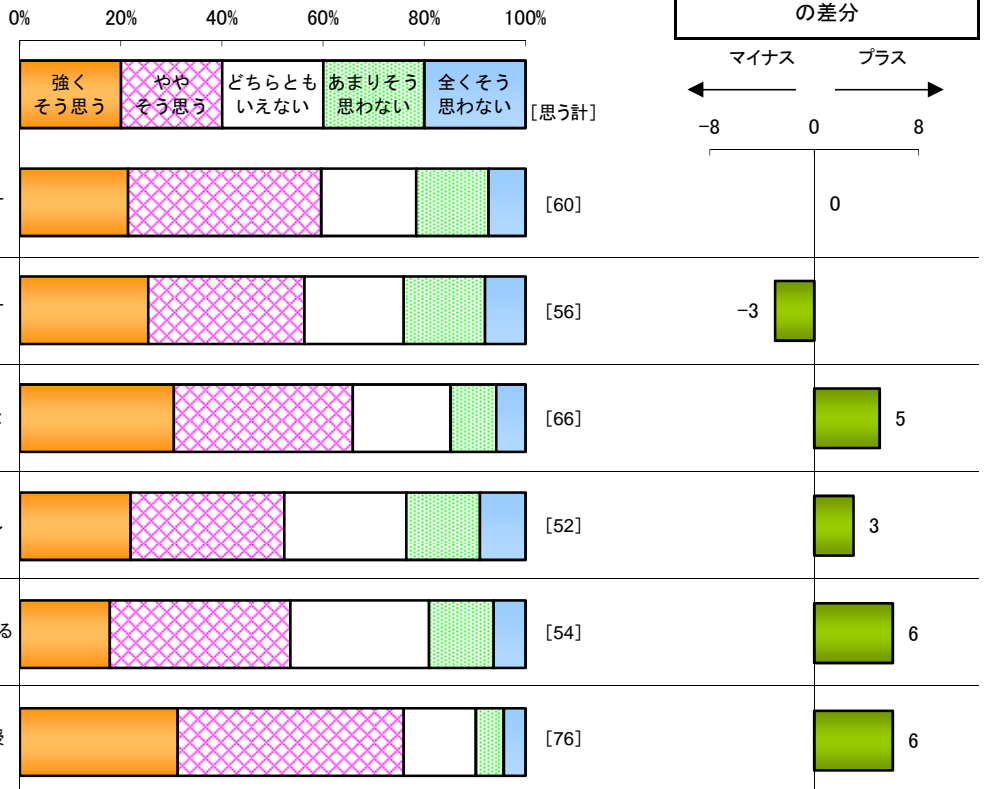 の差分
0% 20% 40% 60% 80% 100%
マイナス プラス
強く
そう思う
やや
そう思う
どちらとも
いえない
あまりそう
思わない
全くそう
思わない
[思う計]
-8 0 8
[60] 0
[56] -3
[66] 5
[52] 3
る [54] 6
[76] 6